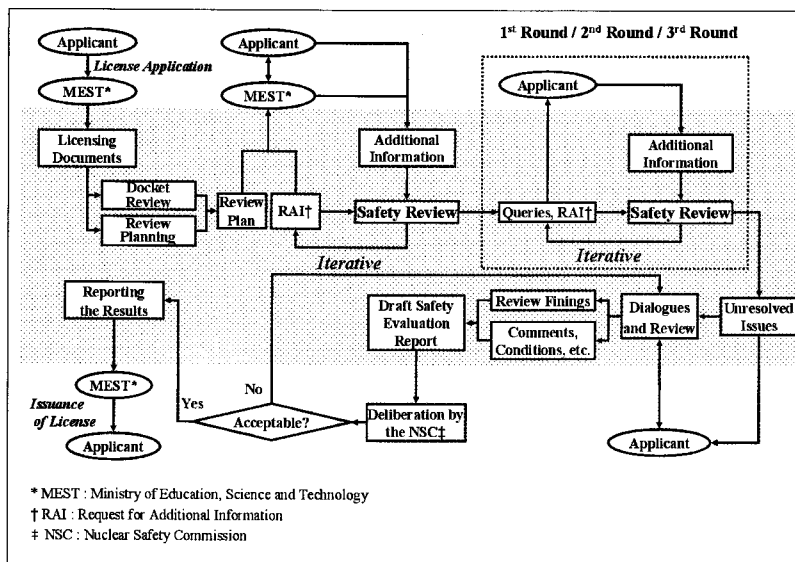 1st Round / 2nd Round / 3rd Round
Applicant
License Application
MEST*
Licensing
Documents
Docket
Review
Review
Planning
Review
Plan
Applicant
MEST*
RAI†
Additional
Information
Safety Review
Iterative
Applicant
Queries, RAI†
Additional
Information
Safety Review
Iterative
Unresolved
Issues
Dialogues
and Review
Applicant
Review Finings
Comments,
Conditions, etc.
Draft Safety
Evaluation
Report
Deliberation by
the NSC‡
Acceptable?
No
Yes
Reporting
the Results
MEST*
Issuance
of License
Applicant
* MEST : Ministry of Education, Science and Technology
† RAI : Request for Additional Information
‡ NSC : Nuclear Safety Commission